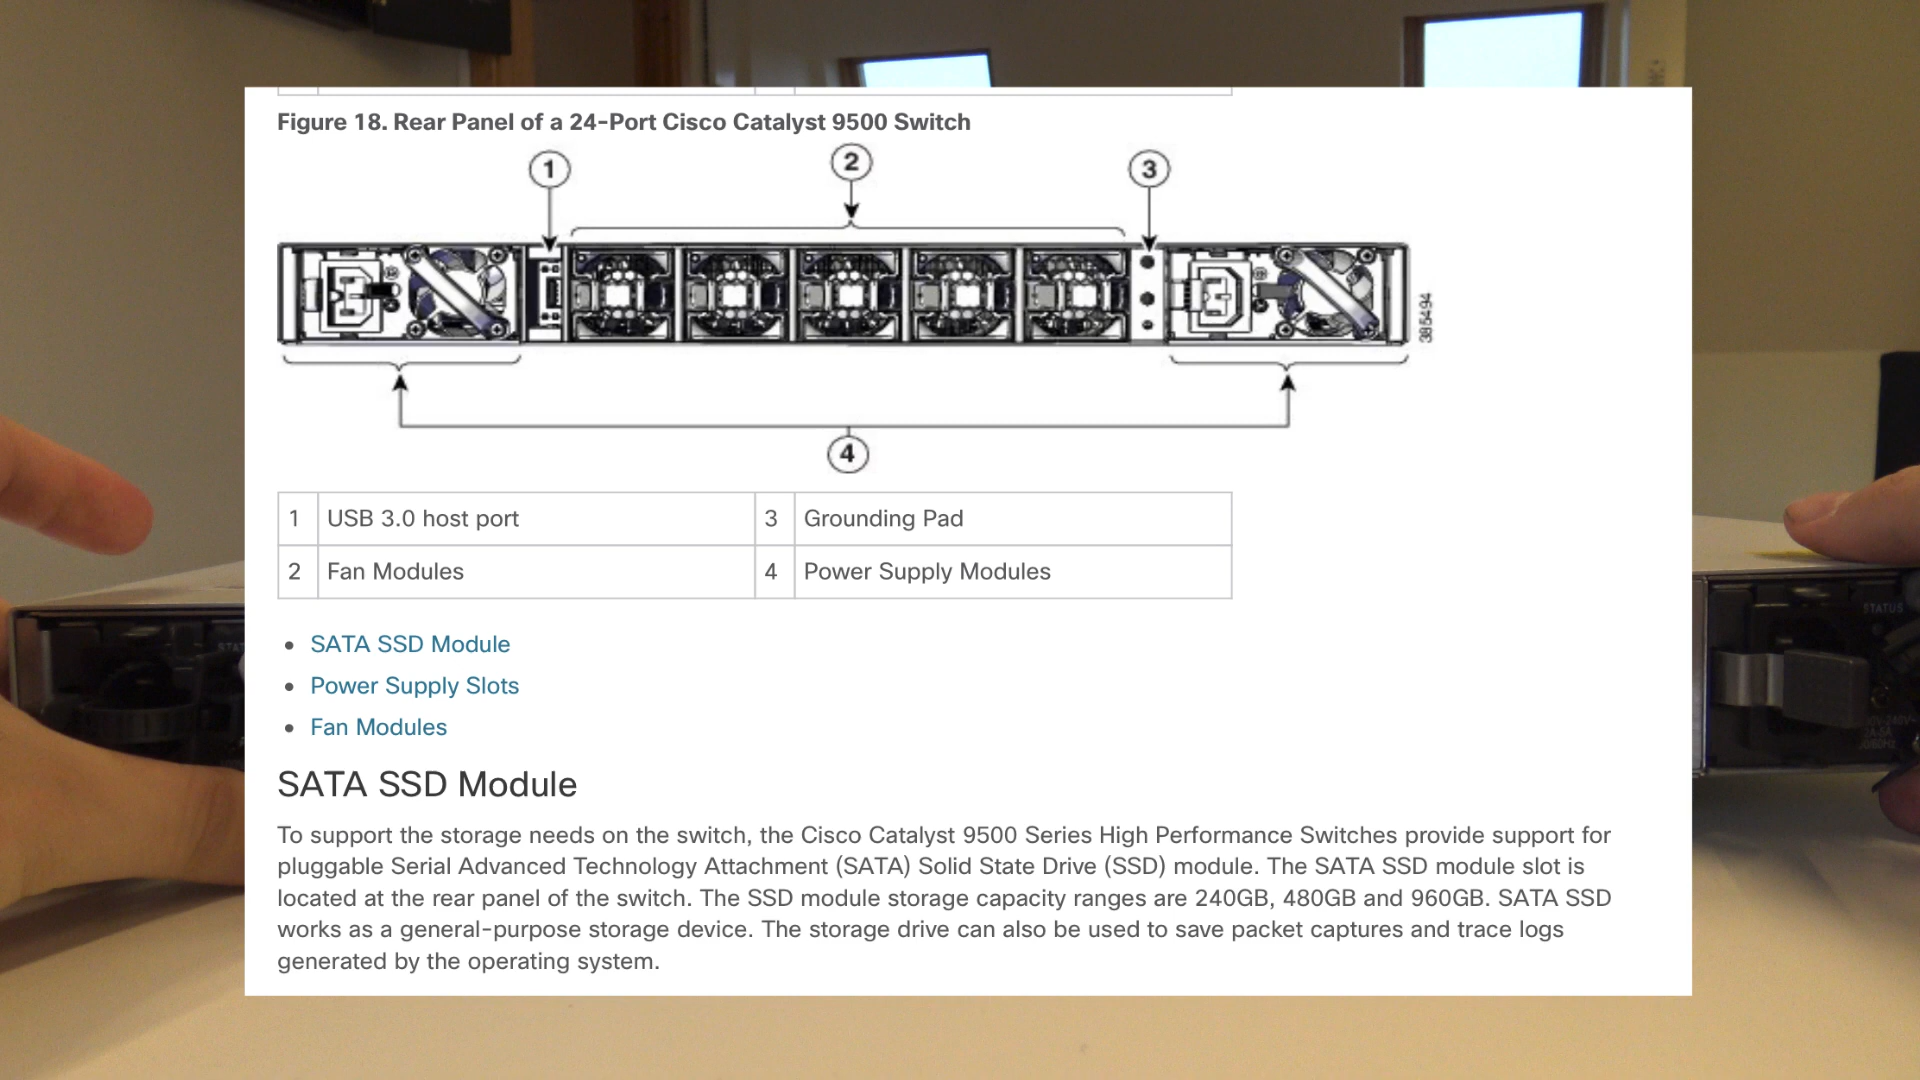 Figure 18. Rear Panel of a 24-Port Cisco Catalyst 9500 Switch
1
2
3
385494
4
1 USB 3.0 host port 3 Grounding Pad
2 Fan Modules 4 Power Supply Modules
• SATA SSD Module
• Power Supply Slots
• Fan Modules
SATA SSD Module
To support the storage needs on the switch, the Cisco Catalyst 9500 Series High Performance Switches provide support for
pluggable Serial Advanced Technology Attachment (SATA) Solid State Drive (SSD) module. The SATA SSD module slot is
located at the rear panel of the switch. The SSD module storage capacity ranges are 240GB, 480GB and 960GB. SATA SSD
works as a general-purpose storage device. The storage drive can also be used to save packet captures and trace logs
generated by the operating system.
STATUS